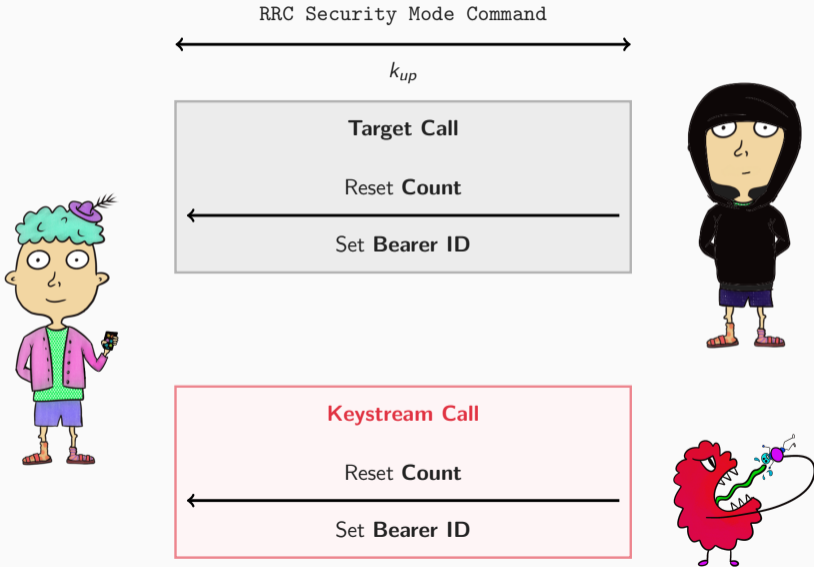 RRC Security Mode Command
k_up
Target Call
Reset Count
Set Bearer ID
Keystream Call
Reset Count
Set Bearer ID